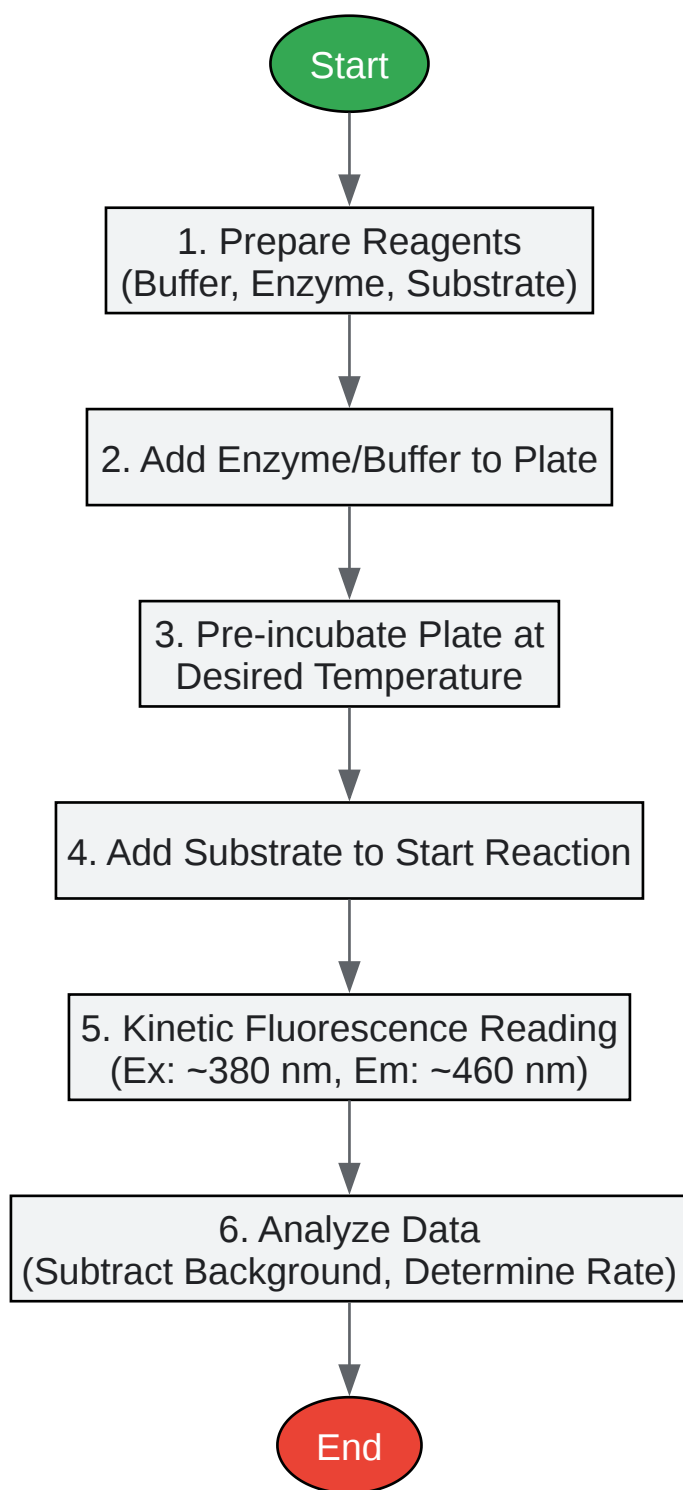 Start
1. Prepare Reagents
(Buffer, Enzyme, Substrate)
2. Add Enzyme/Buffer to Plate
3. Pre-incubate Plate at
Desired Temperature
4. Add Substrate to Start Reaction
5. Kinetic Fluorescence Reading
(Ex: ~380 nm, Em: ~460 nm)
6. Analyze Data
(Subtract Background, Determine Rate)
End